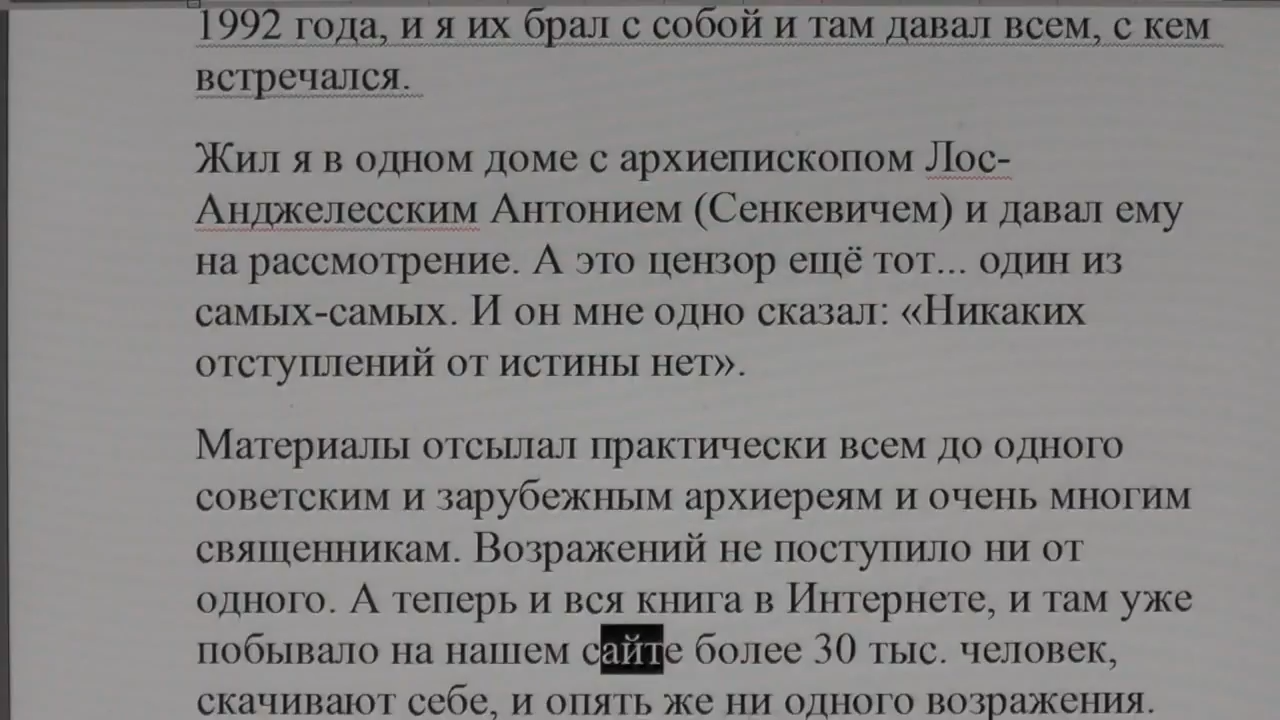 1992 года, и я их брал с собой и там давал всем, с кем
встречался.
Жил я в одном доме с архиепископом Лос-
Анджелесским Антонием (Сенкевичем) и давал ему
на рассмотрение. А это цензор ещё тот... один из
самых-самых. И он мне одно сказал: «Никаких
отступлений от истины нет».
Материалы отсылал практически всем до одного
советским и зарубежным архиереям и очень многим
священникам. Возражений не поступило ни от
одного. А теперь и вся книга в Интернете, и там уже
побывало на нашем сайте более 30 тыс. человек,
скачивают себе, и опять же ни одного возражения.